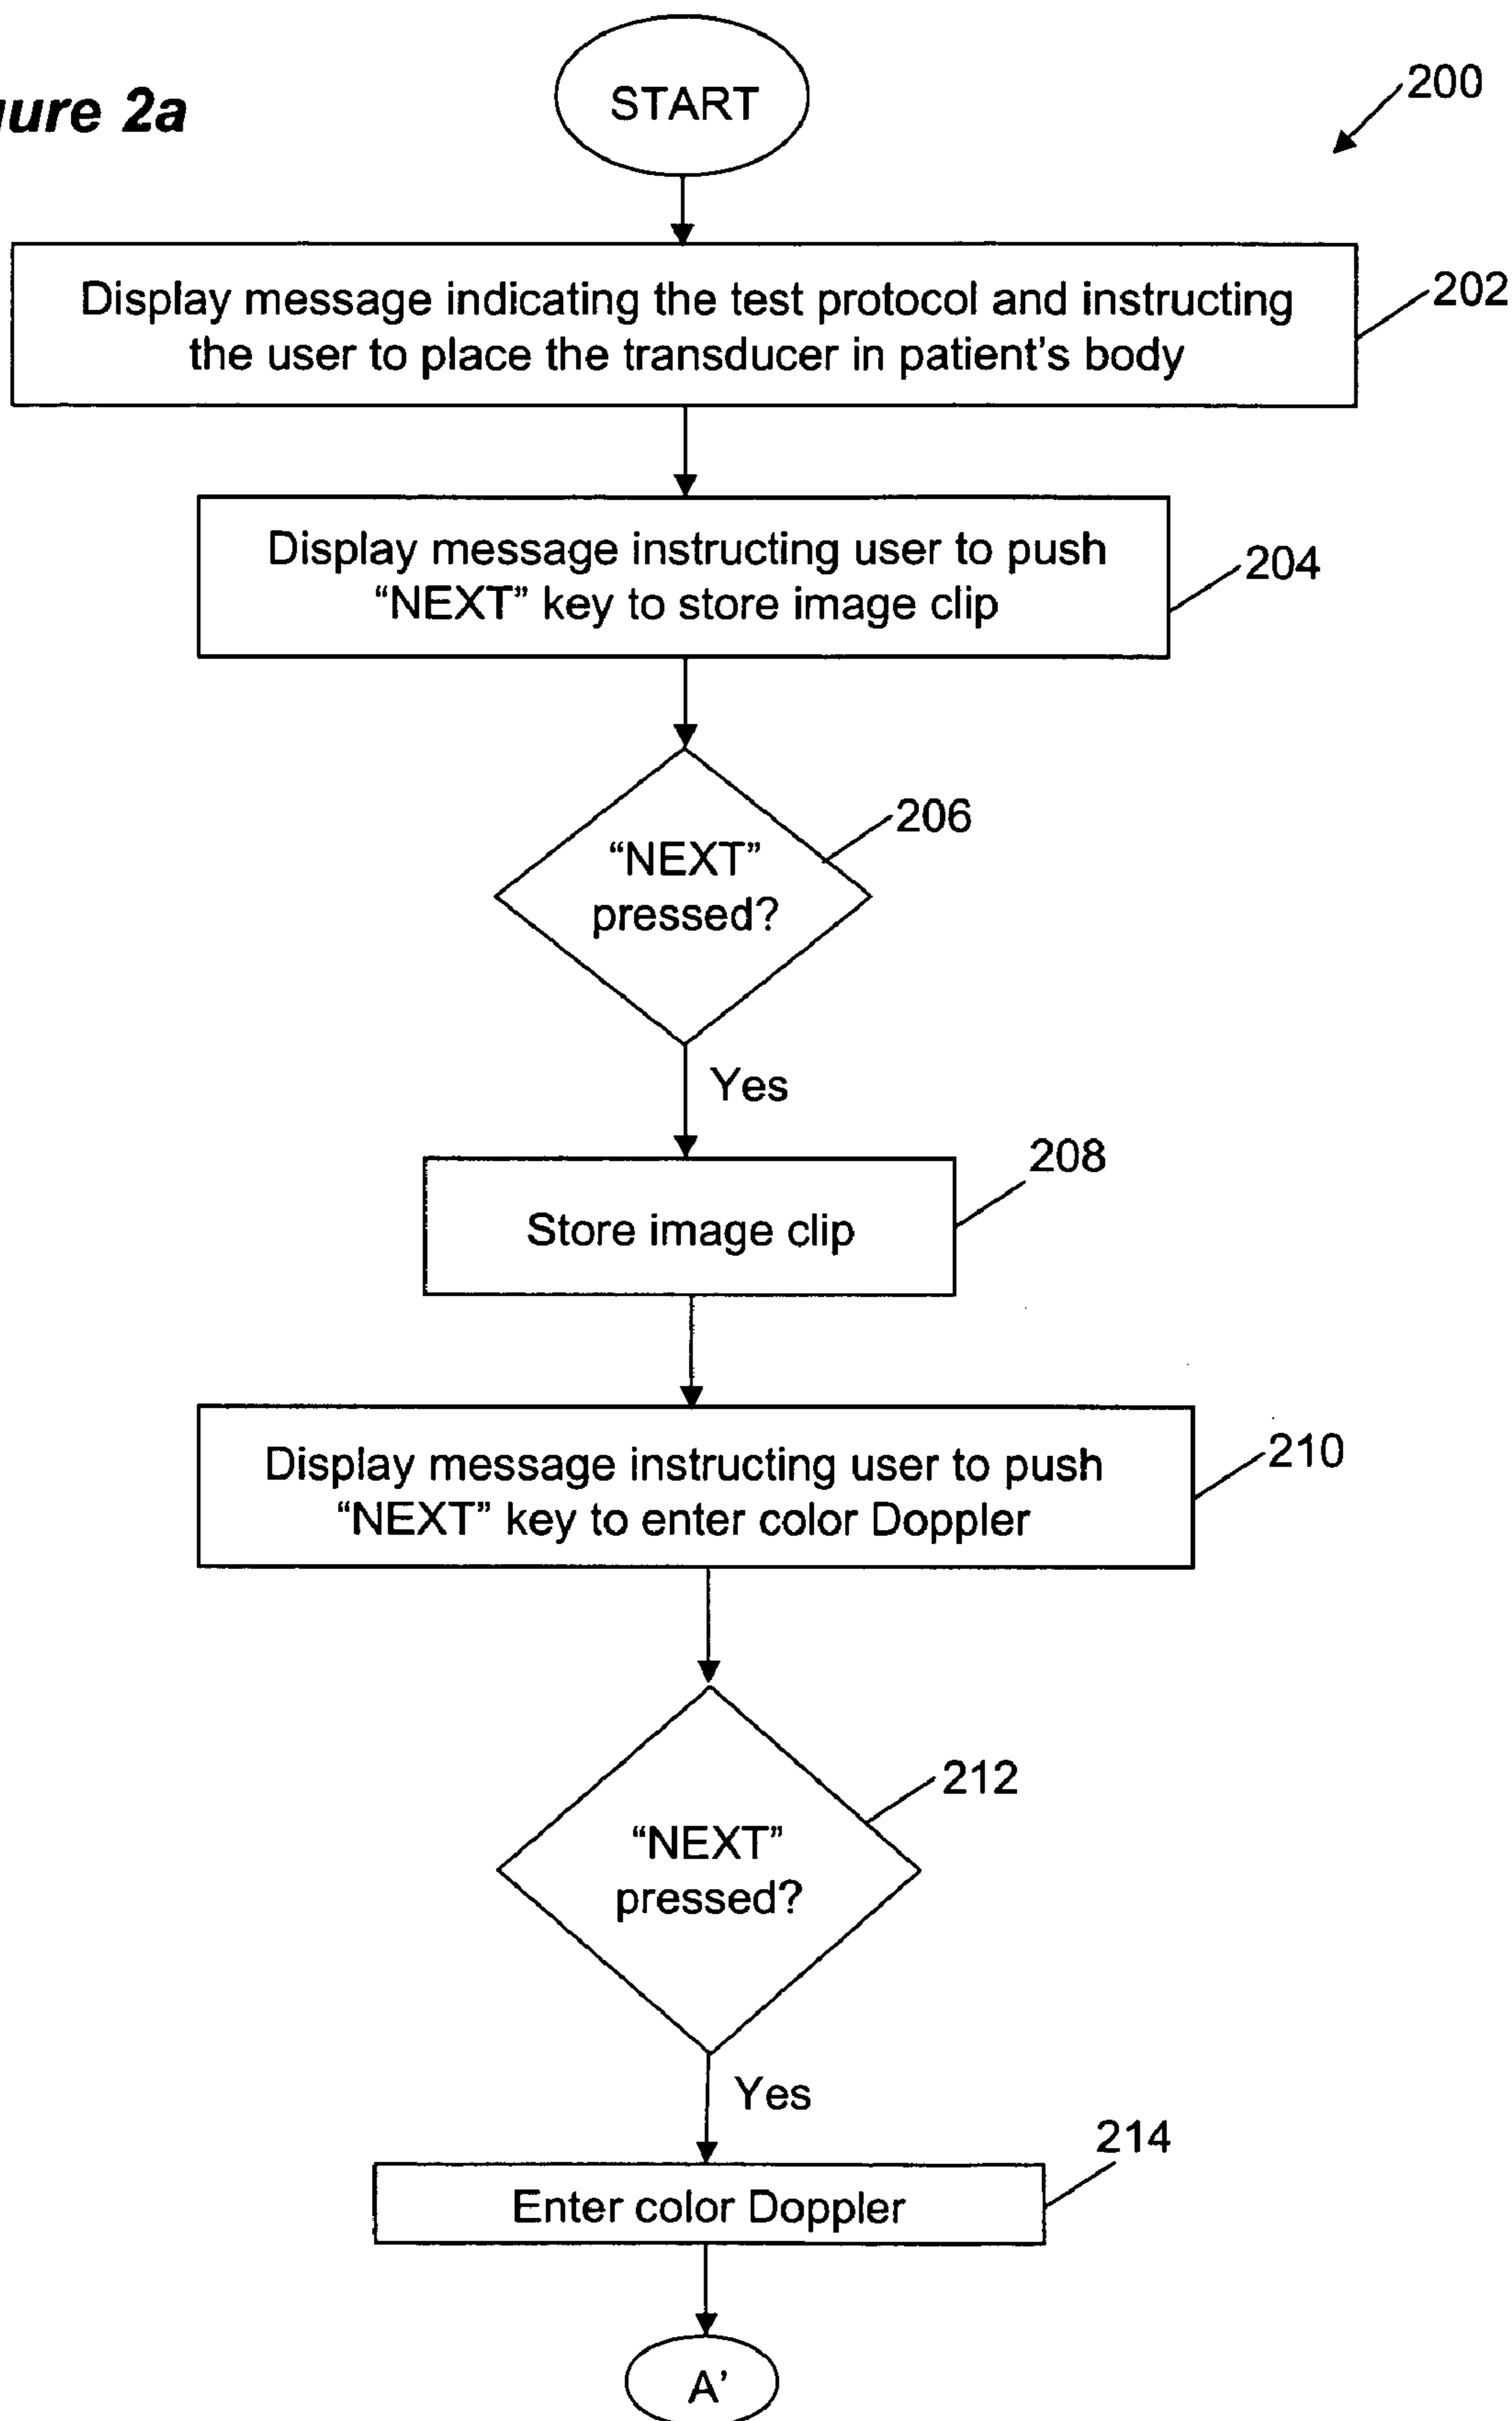 ure 2a
START
200
Display message indicating the test protocol and instructing
the user to place the transducer in patient's body
202
Display message instructing user to push
“NEXT” key to store image clip
204
206
“NEXT”
pressed?
Yes
208
Store image clip
Display message instructing user to push
“NEXT” key to enter color Doppler
210
212
“NEXT”
pressed?
Yes
214
Enter color Doppler
A'